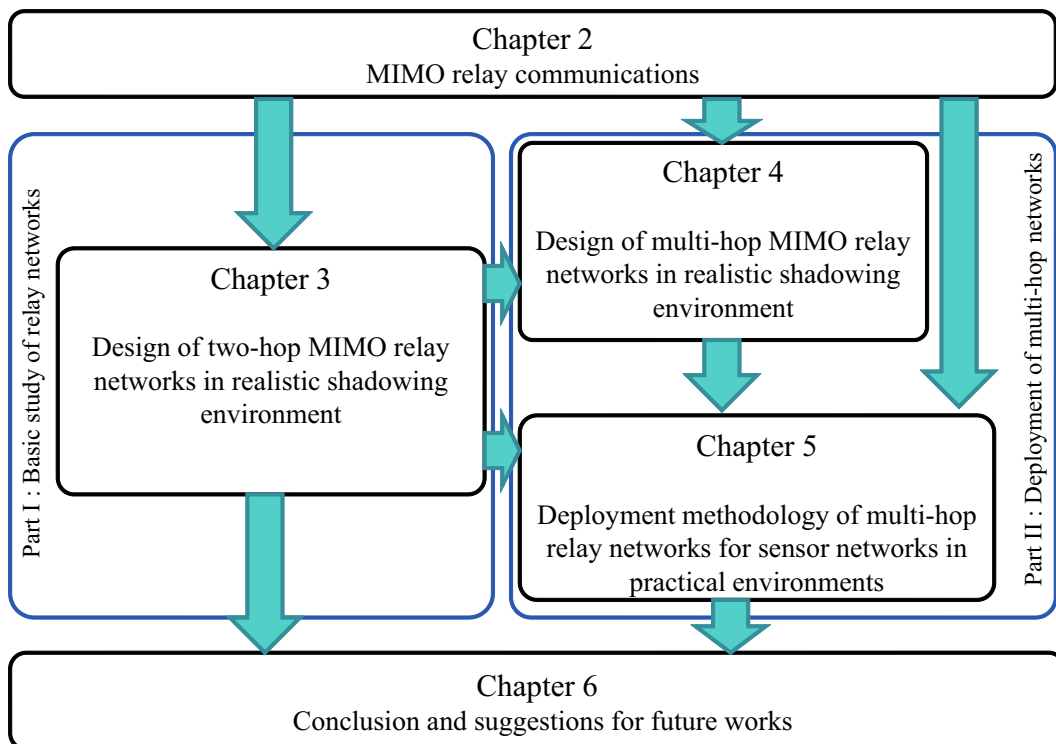 Chapter 2
MIMO relay communications
Part I : Basic study of relay networks
Chapter 3
Design of two-hop MIMO relay
networks in realistic shadowing
environment
Chapter 4
Design of multi-hop MIMO relay
networks in realistic shadowing
environment
Chapter 5
Deployment methodology of multi-hop
relay networks for sensor networks in
practical environments
Part II : Deployment of multi-hop networks
Chapter 6
Conclusion and suggestions for future works